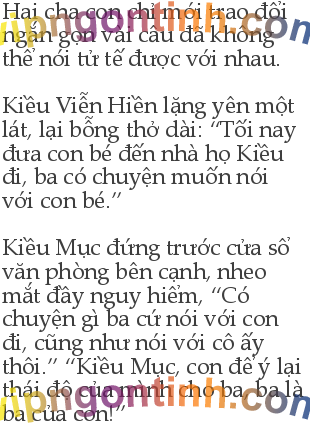 Hai cha con chỉ mới trao đổi
ngắn gọn vài câu đã không
thể nói tử tế được với nhau.
Kiều Viễn Hiền lặng yên một
lát, lại bỗng thở dài: “Tối nay
đưa con bé đến nhà họ Kiều
đi, ba có chuyện muốn nói
với con bé.”
Kiều Mục đứng trước cửa sổ
văn phòng bên cạnh, nheo
mắt đầy nguy hiểm, “Có
chuyện gì ba cứ nói với con
đi, cũng như nói với cô ấy
thôi.” “Kiều Mục, con để ý lại
thái độ của mình cho ba, ba là
ba của con!”
vipngontinh.com
vipngontinh.com